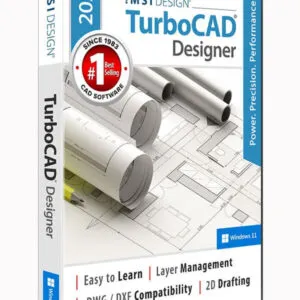 IMSI DESIGN®
TurboCAD®
Designer
20
SINCE 1983
#1 Best
Selling
CAD SOFTWARE
Power. Precision. Performance
TurboCAD
Designer
Windows 11
Easy to Learn | Layer Management
DWG / DXF Compatibility | 2D Drafting